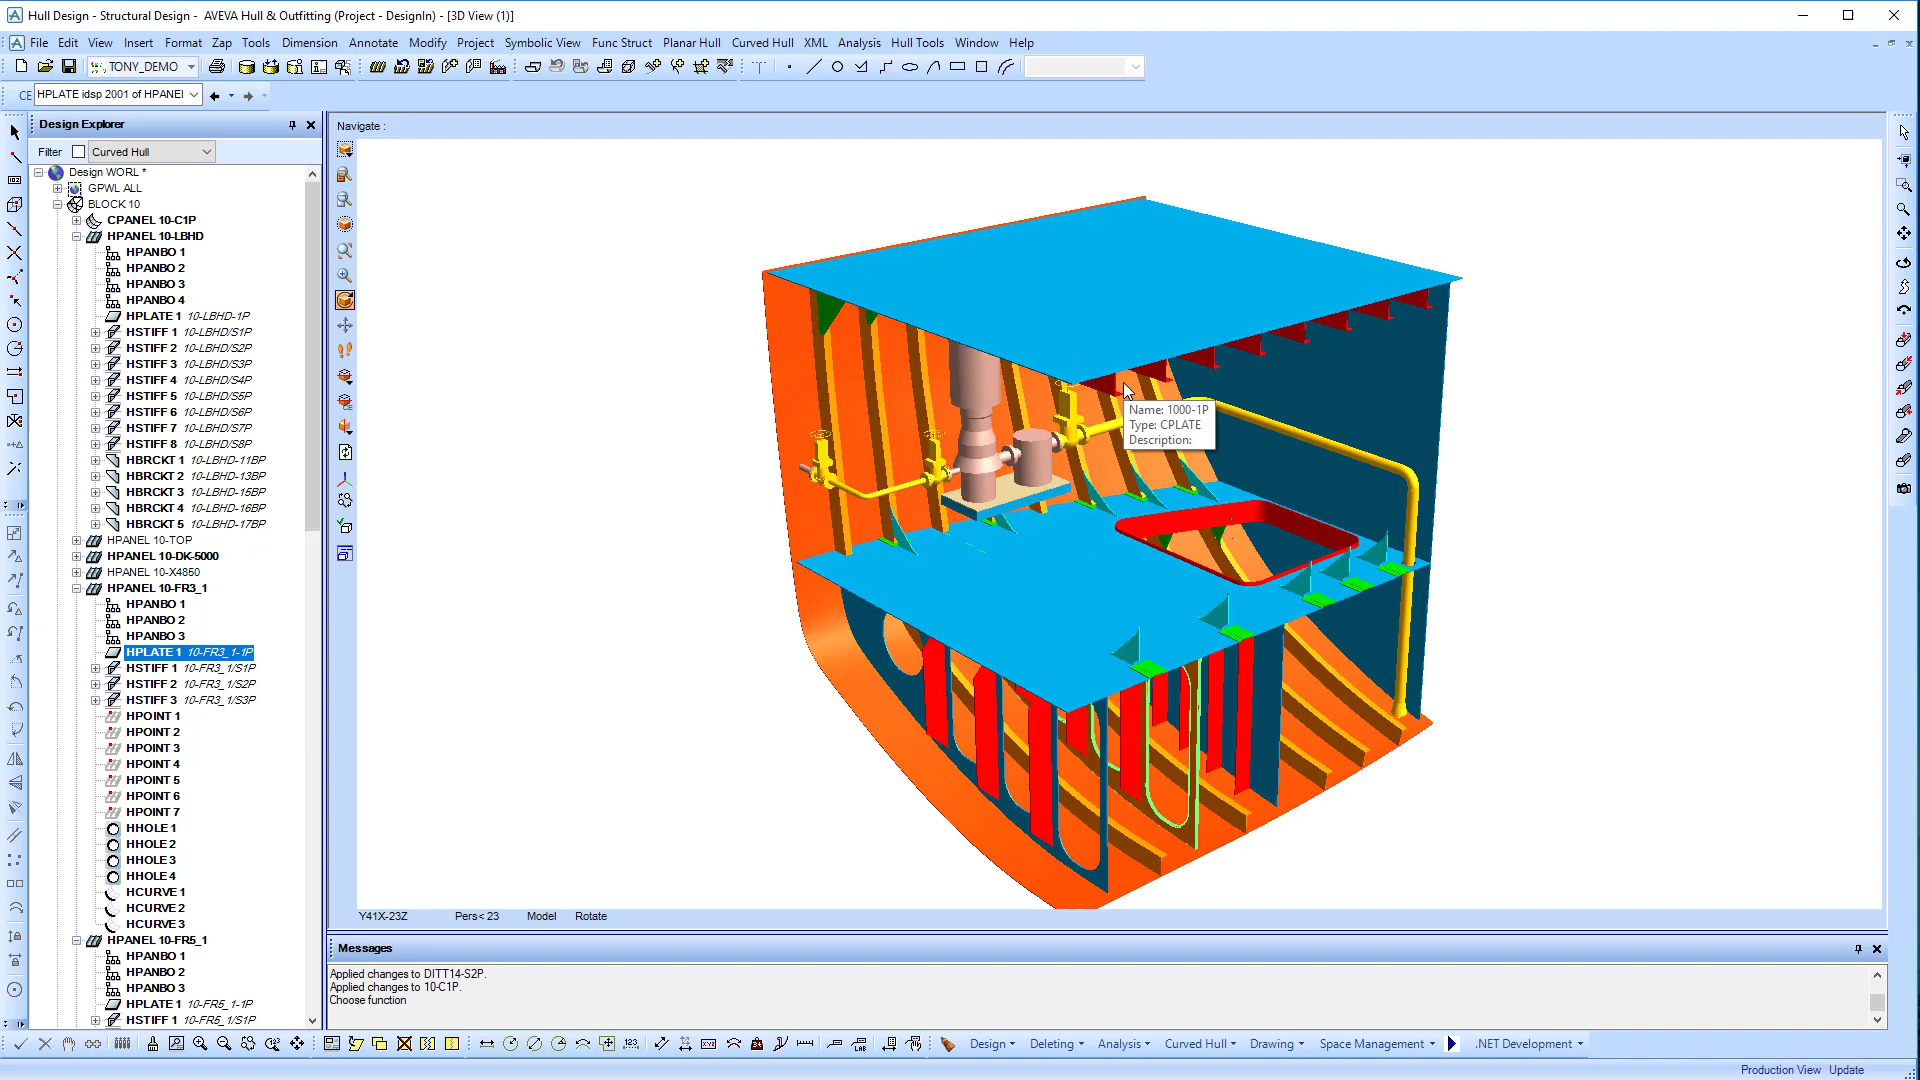 Hull Design - Structural Design -  AVEVA Hull & Outfitting (Project - DesignIn) - [3D View (1)]
File Edit View Insert Format Zap Tools Dimension Annotate Modify Project Symbolic View Func Struct Planar Hull Curved Hull XML Analysis Hull Tools Window Help
TONY_DEMO
CE HPLATE idsp 2001 of HPANEI
Design Explorer
Navigate :
Filter Curved Hull
Design WORL *
GPWL ALL
BLOCK 10
CPANEL 10-C1P
HPANEL 10-LBHD
HPANBO 1
HPANBO 2
HPANBO 3
HPANBO 4
HPLATE 1 10-LBHD-1P
HSTIFF 1 10-LBHD/S1P
HSTIFF 2 10-LBHD/S2P
HSTIFF 3 10-LBHD/S3P
HSTIFF 4 10-LBHD/S4P
HSTIFF 5 10-LBHD/S5P
HSTIFF 6 10-LBHD/S6P
HSTIFF 7 10-LBHD/S7P
HSTIFF 8 10-LBHD/S8P
HBRCKT 1 10-LBHD-11BP
HBRCKT 2 10-LBHD-13BP
HBRCKT 3 10-LBHD-15BP
HBRCKT 4 10-LBHD-16BP
HBRCKT 5 10-LBHD-17BP
HPANEL 10-TOP
HPANEL 10-DK-5000
HPANEL 10-X4850
HPANEL 10-FR3_1
HPANBO 1
HPANBO 2
HPANBO 3
HPLATE 1 10-FR3_1-1P
HSTIFF 1 10-FR3_1/S1P
HSTIFF 2 10-FR3_1/S2P
HSTIFF 3 10-FR3_1/S3P
HPOINT 1
HPOINT 2
HPOINT 3
HPOINT 4
HPOINT 5
HPOINT 6
HPOINT 7
HHOLE 1
HHOLE 2
HHOLE 3
HHOLE 4
HCURVE 1
HCURVE 2
HCURVE 3
HPANEL 10-FR5_1
HPANBO 1
HPANBO 2
HPANBO 3
HPLATE 1 10-FR5_1-1P
HSTIFF 1 10-FR5_1/S1P
Name: 1000-1P
Type: CPLATE
Description:
Y41X-23Z Pers< 23 Model Rotate
Messages
Applied changes to DITT14-S2P.
Applied changes to 10-C1P.
Choose function
Design Deleting Analysis Curved Hull Drawing Space Management .NET Development
Production View Update